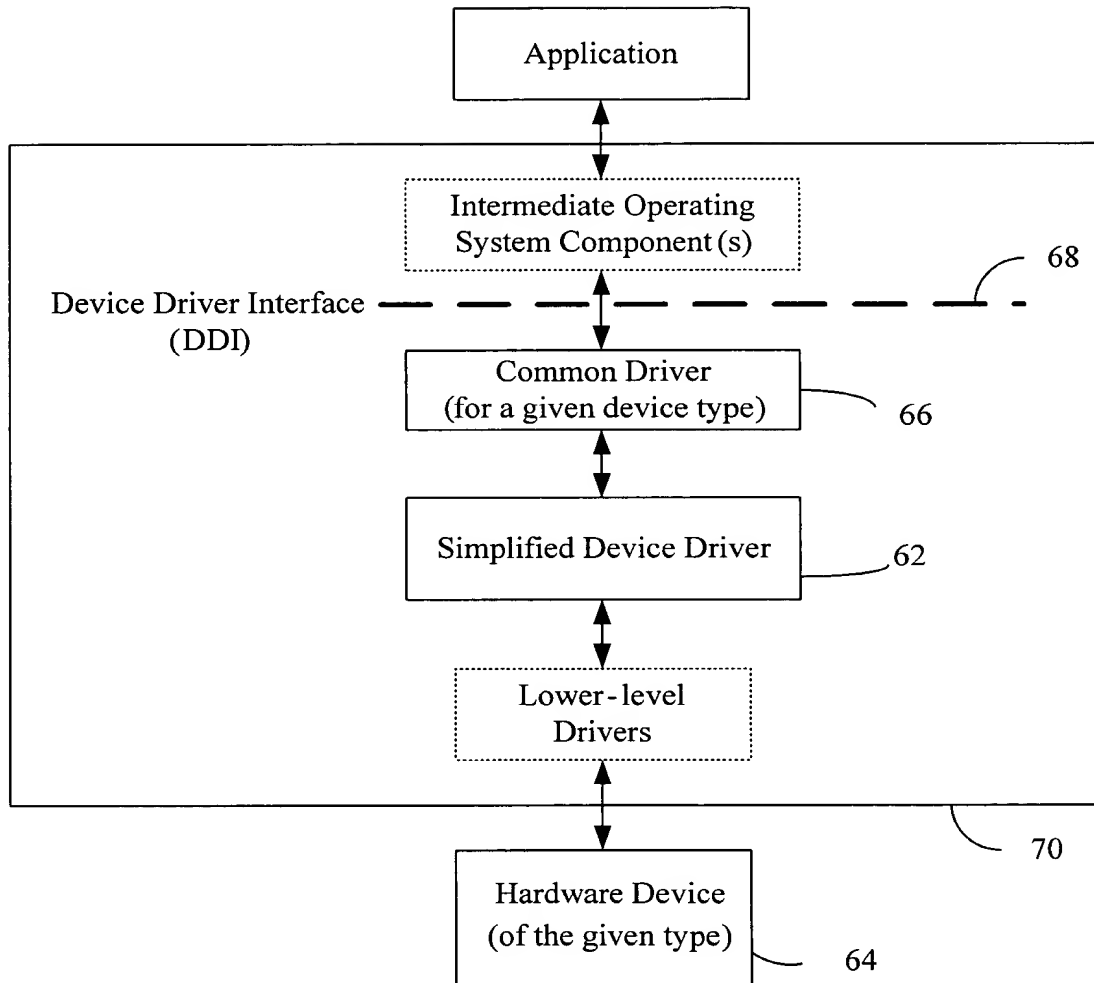 Application
Intermediate Operating
System Component(s)
68
Device Driver Interface
(DDI)
Common Driver
(for a given device type)
66
Simplified Device Driver
62
Lower-level
Drivers
70
Hardware Device
(of the given type)
64